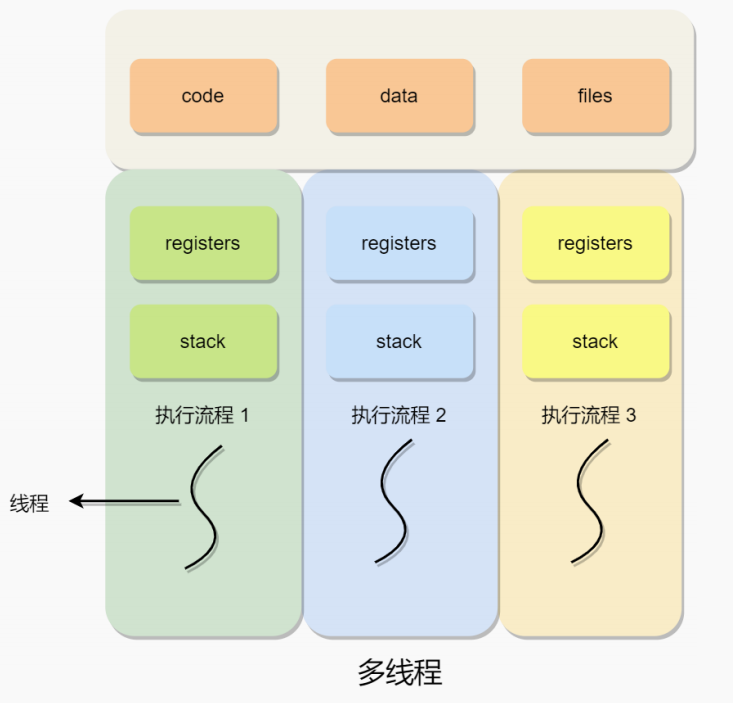 code
data
files
registers
registers
registers
stack
stack
stack
执行流程 1
执行流程 2
执行流程 3
线程
多线程